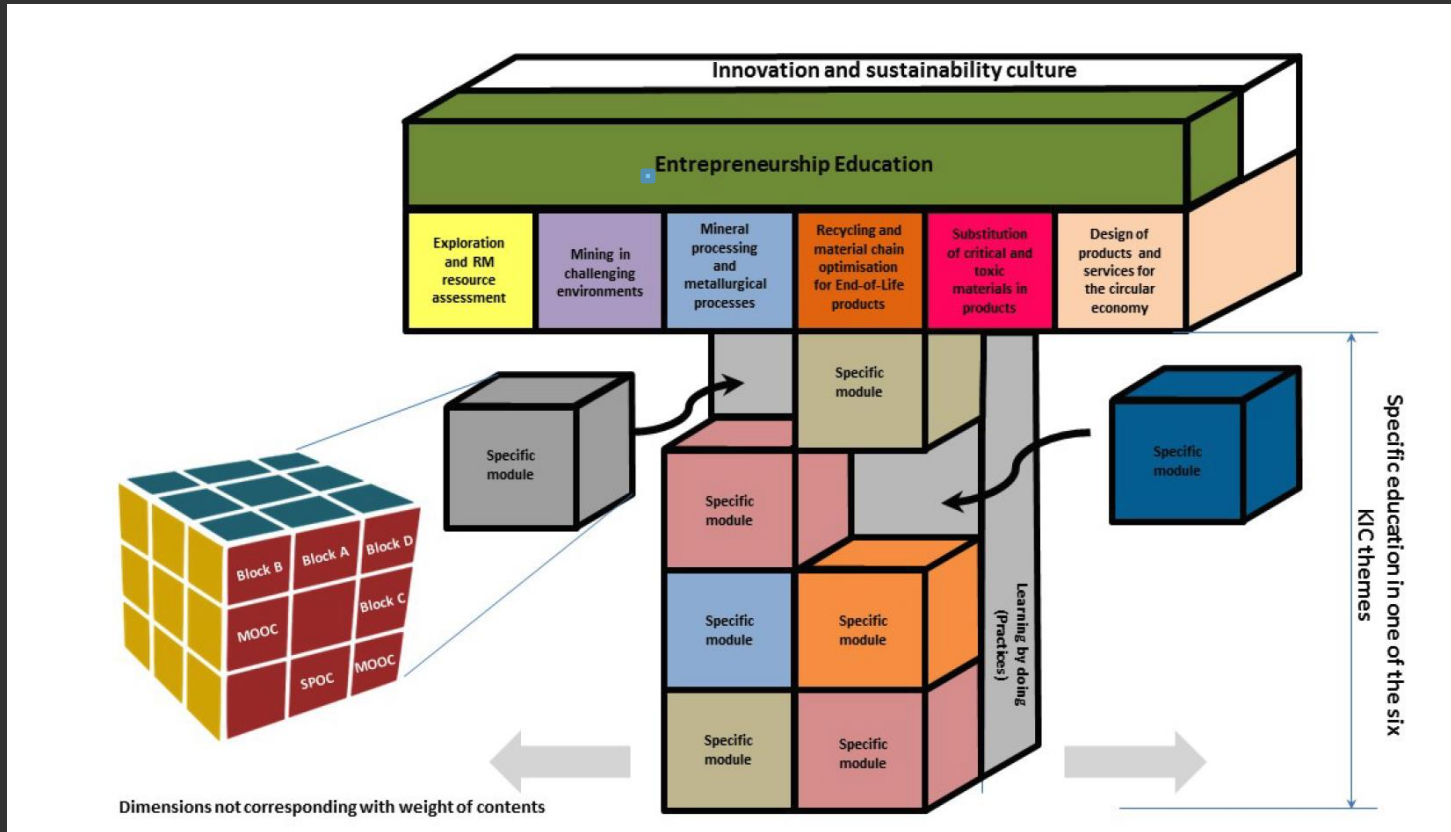 Innovation and sustainability culture
Entrepreneurship Education
Exploration
and RM
resource
assessment
Mining in
challenging
environments
Mineral
processing
and
metallurgical
processes
Recycling and
material chain
optimisation
for End-of-Life
products
Substitution
of critical and
toxic
materials in
products
Design of
products and
services for
the circular
economy
Specific
module
Specific
module
Specific
module
Specific
module
Specific
module
Specific
module
Specific
module
Specific
module
Learning by doing
(Practices)
Specific education in one of the six
KIC themes
Block B
Block A
Block D
MOOC
Block C
SPOC
MOOC
Dimensions not corresponding with weight of contents